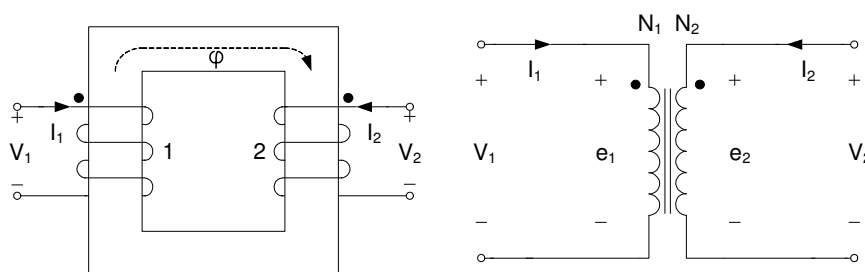 φ
+ I₁ I₂ +
V₁ 1 2 V₂
− −
N₁ N₂
I₁ I₂
+ + + +
V₁ e₁ e₂ V₂
− − − −